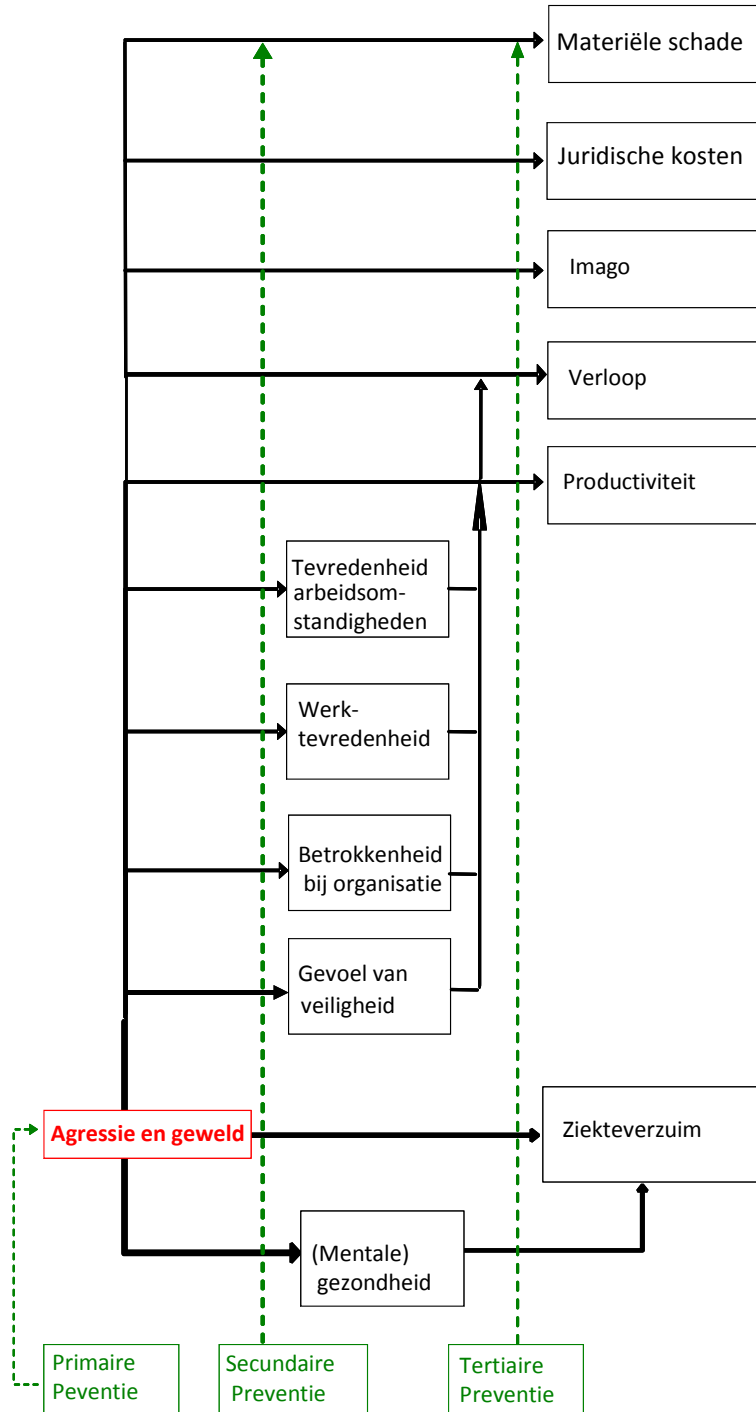 Materiële schade
Juridische kosten
Imago
Verloop
Productiviteit
Tevredenheid
arbeidsom-
standigheden
Werk-
tevredenheid
Betrokkenheid
bij organisatie
Gevoel van
veiligheid
Agressie en geweld
Ziekteverzuim
(Mentale)
gezondheid
Primaire
Peventie
Secundaire
Preventie
Tertiaire
Preventie